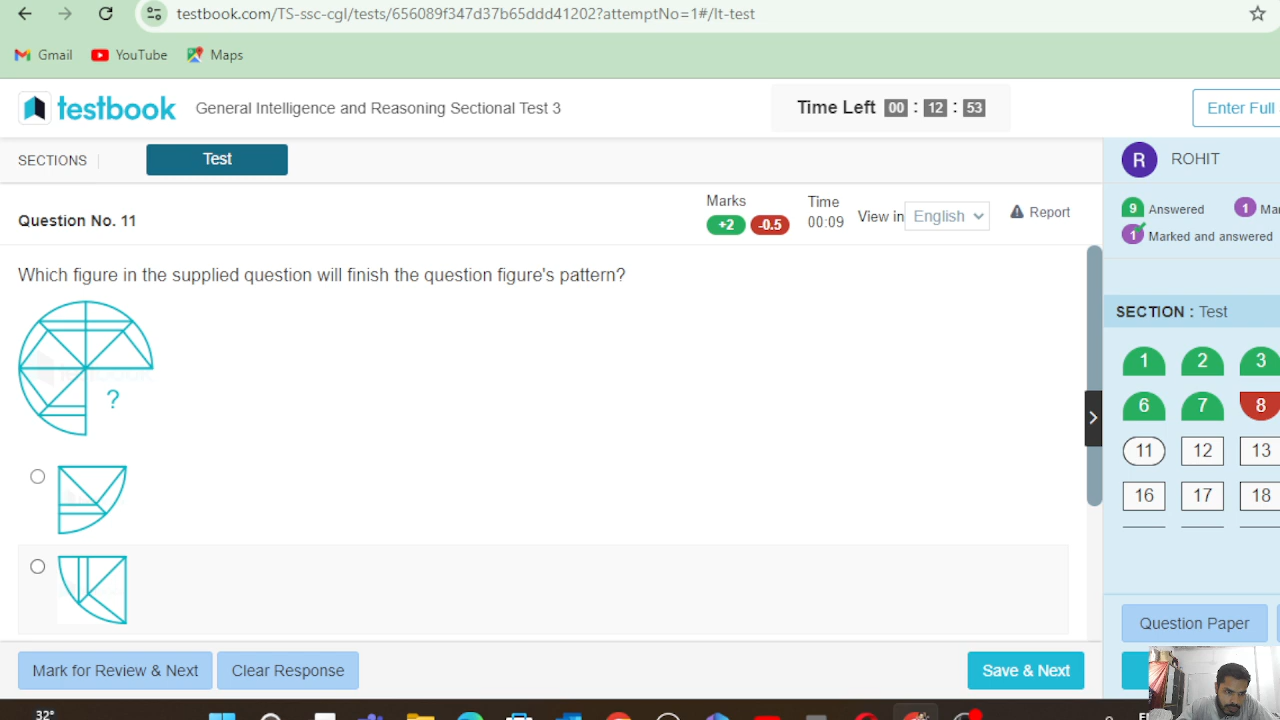 testbook.com/TS-ssc-cgl/tests/656089f347d37b65ddd41202?attemptNo=1#/lt-test
Gmail YouTube Maps
testbook General Intelligence and Reasoning Sectional Test 3 Time Left 00 : 12 : 53 Enter Full
SECTIONS Test R ROHIT
Question No. 11 Marks +2 -0.5 Time 00:09 View in English Report
9 Answered 1 Mar
1 Marked and answered
Which figure in the supplied question will finish the question figure's pattern?
SECTION : Test
?
1 2 3
6 7 8
11 12 13
16 17 18
Question Paper
Mark for Review & Next Clear Response Save & Next
32°